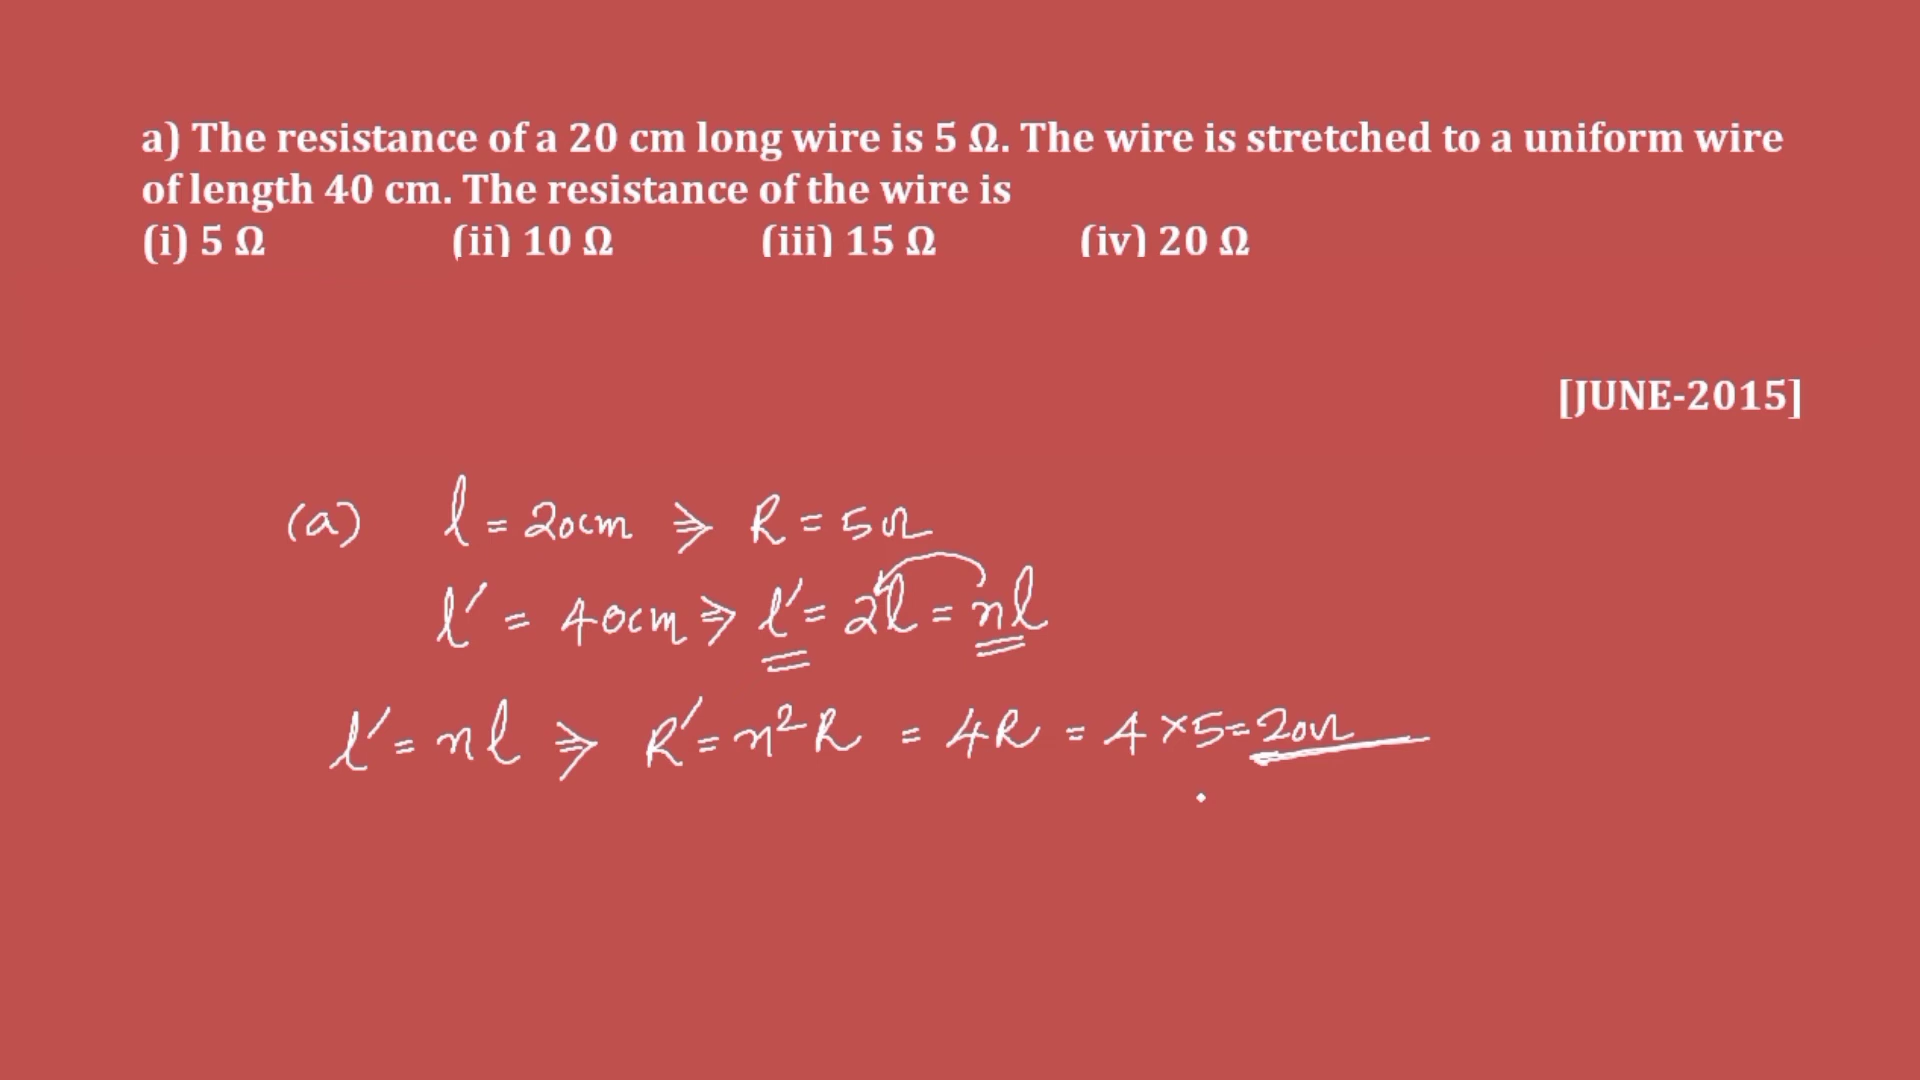 a) The resistance of a 20 cm long wire is 5 Ω. The wire is stretched to a uniform wire
of length 40 cm. The resistance of the wire is
(i) 5 Ω (ii) 10 Ω (iii) 15 Ω (iv) 20 Ω
[JUNE-2015]
(a) l = 20cm ⇒ R = 5Ω
l′ = 40cm ⇒ l′ = 2l = nl
l′ = nl ⇒ R′ = n²R = 4R = 4 × 5 = 20Ω